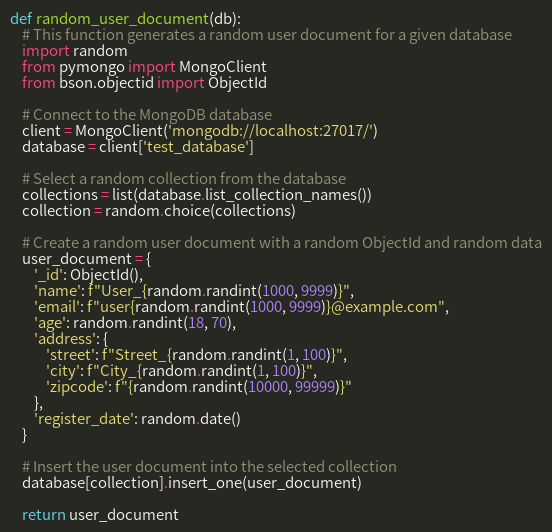 def random_user_document(db):
    # This function generates a random user document for a given database
    import random
    from pymongo import MongoClient
    from bson.objectid import ObjectId

    # Connect to the MongoDB database
    client = MongoClient('mongodb://localhost:27017/')
    database = client['test_database']

    # Select a random collection from the database
    collections = list(database.list_collection_names())
    collection = random.choice(collections)

    # Create a random user document with a random ObjectId and random data
    user_document = {
        '_id': ObjectId(),
        'name': f"User_{random.randint(1000, 9999)}",
        'email': f"user{random.randint(1000, 9999)}@example.com",
        'age': random.randint(18, 70),
        'address': {
            'street': f"Street_{random.randint(1, 100)}",
            'city': f"City_{random.randint(1, 100)}",
            'zipcode': f"{random.randint(10000, 99999)}"
        },
        'register_date': random.date()
    }

    # Insert the user document into the selected collection
    database[collection].insert_one(user_document)

    return user_document